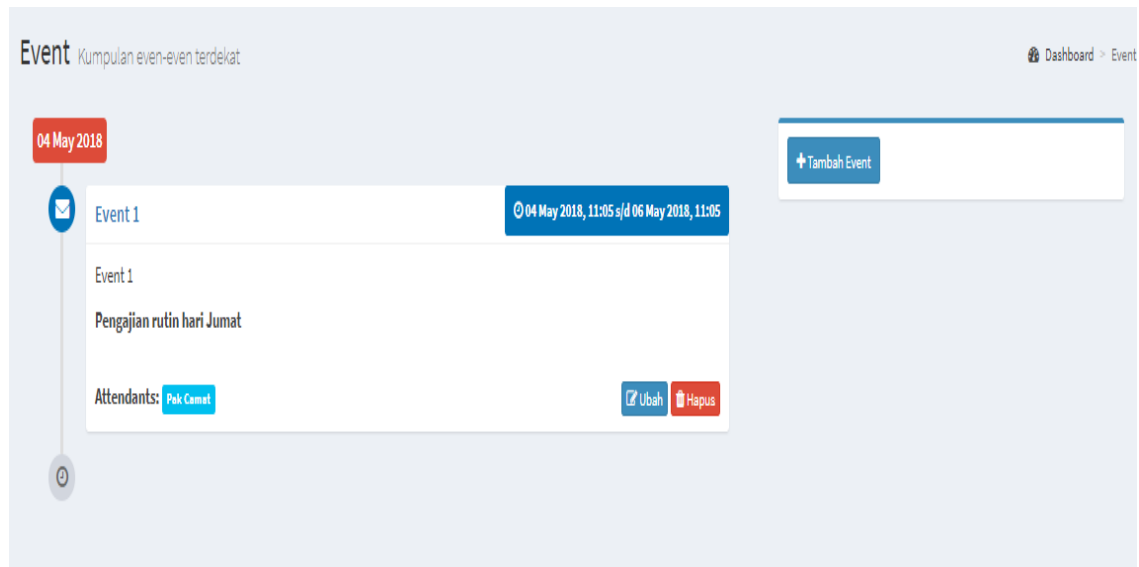 Event Kumpulan even-even terdekat
Dashboard > Event
04 May 2018
Tambah Event
Event 1
04 May 2018, 11:05 s/d 06 May 2018, 11:05
Event 1
Pengajian rutin hari Jumat
Attendants: Pak Camat
Ubah Hapus